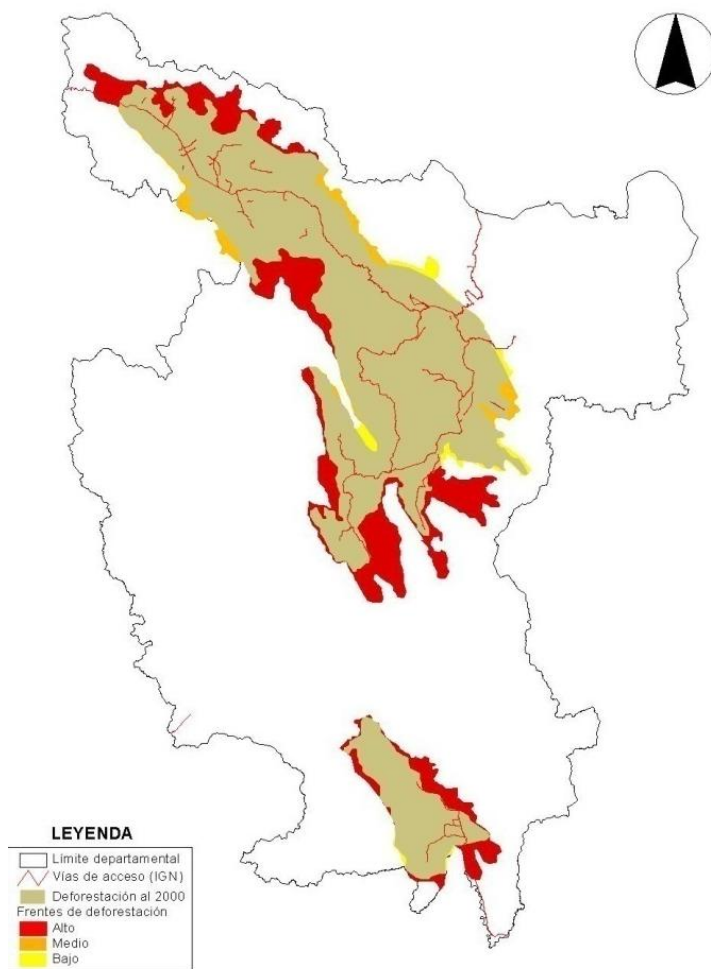 LEYENDA
Límite departamental
Vías de acceso (IGN)
Deforestación al 2000
Frentes de deforestación
Alto
Medio
Bajo